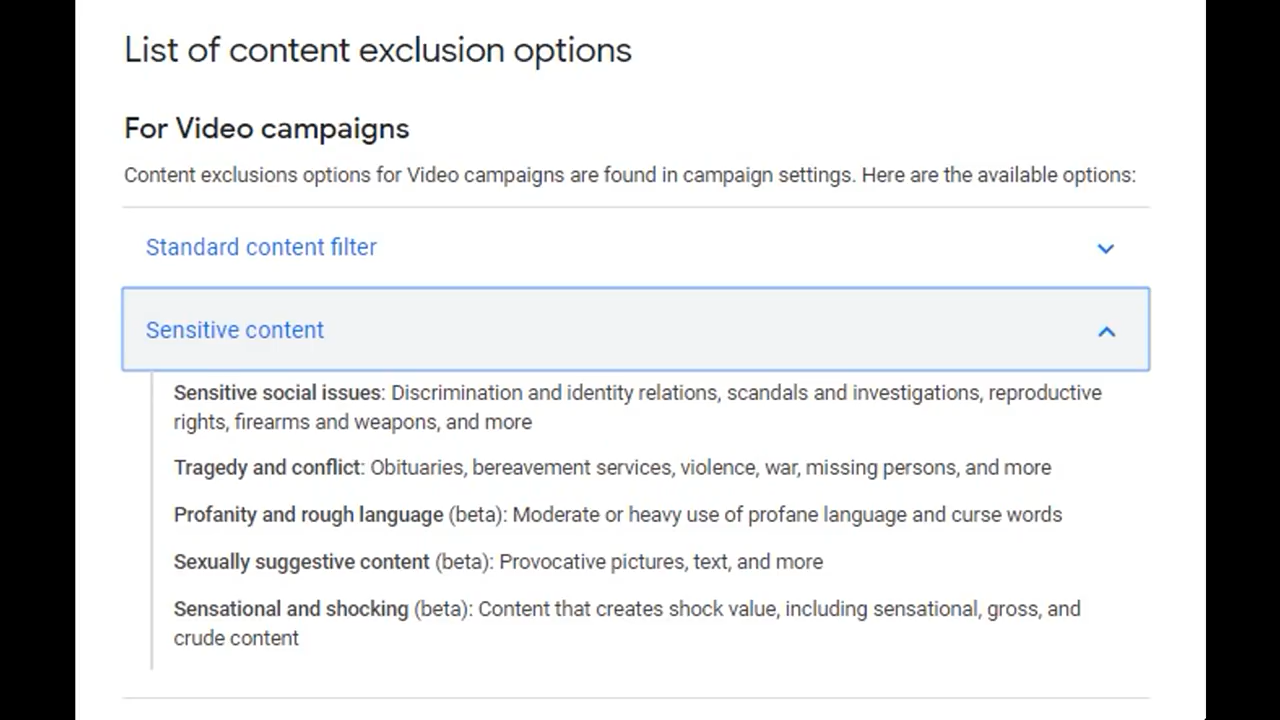 List of content exclusion options
For Video campaigns
Content exclusions options for Video campaigns are found in campaign settings. Here are the available options:
Standard content filter
Sensitive content
Sensitive social issues: Discrimination and identity relations, scandals and investigations, reproductive
rights, firearms and weapons, and more
Tragedy and conflict: Obituaries, bereavement services, violence, war, missing persons, and more
Profanity and rough language (beta): Moderate or heavy use of profane language and curse words
Sexually suggestive content (beta): Provocative pictures, text, and more
Sensational and shocking (beta): Content that creates shock value, including sensational, gross, and
crude content